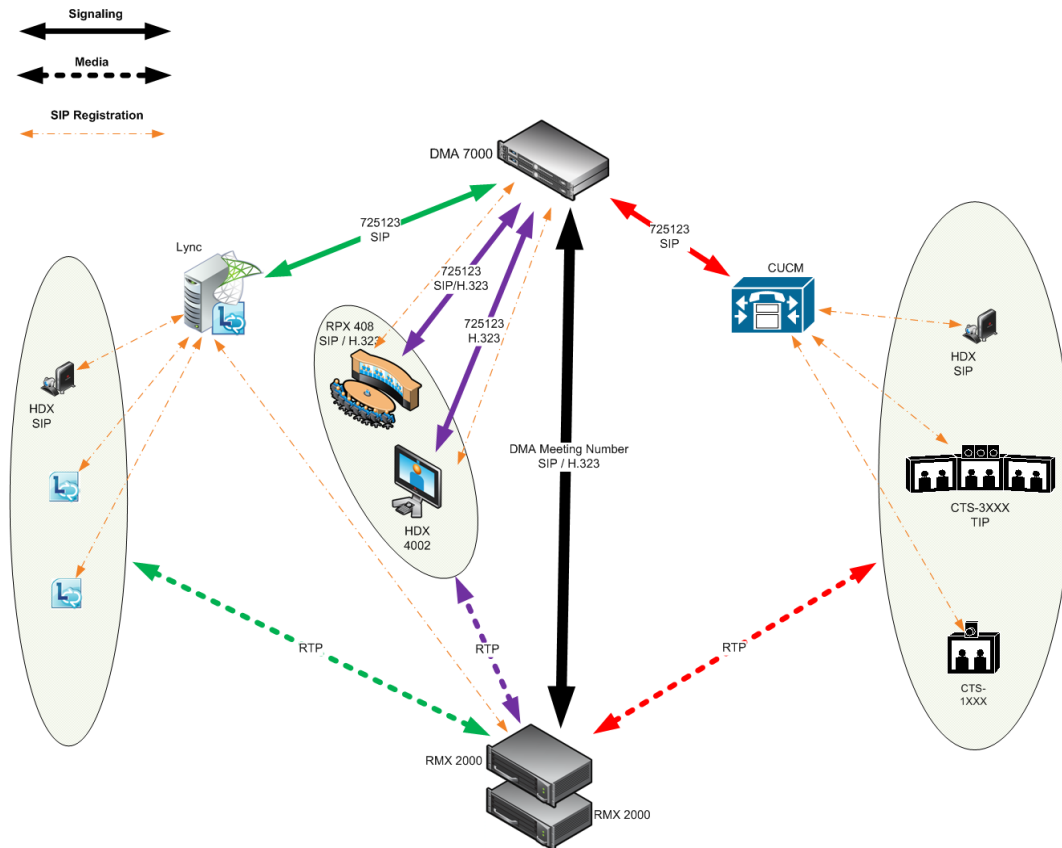 Signaling
Media
SIP Registration
DMA 7000
725123
SIP
725123
SIP
Lync
CUCM
725123
SIP/H.323
725123
H.323
RPX 408
SIP / H.323
HDX
SIP
HDX
SIP
HDX
4002
DMA Meeting Number
SIP / H.323
CTS-3XXX
TIP
CTS-
1XXX
RTP
RTP
RTP
RMX 2000
RMX 2000